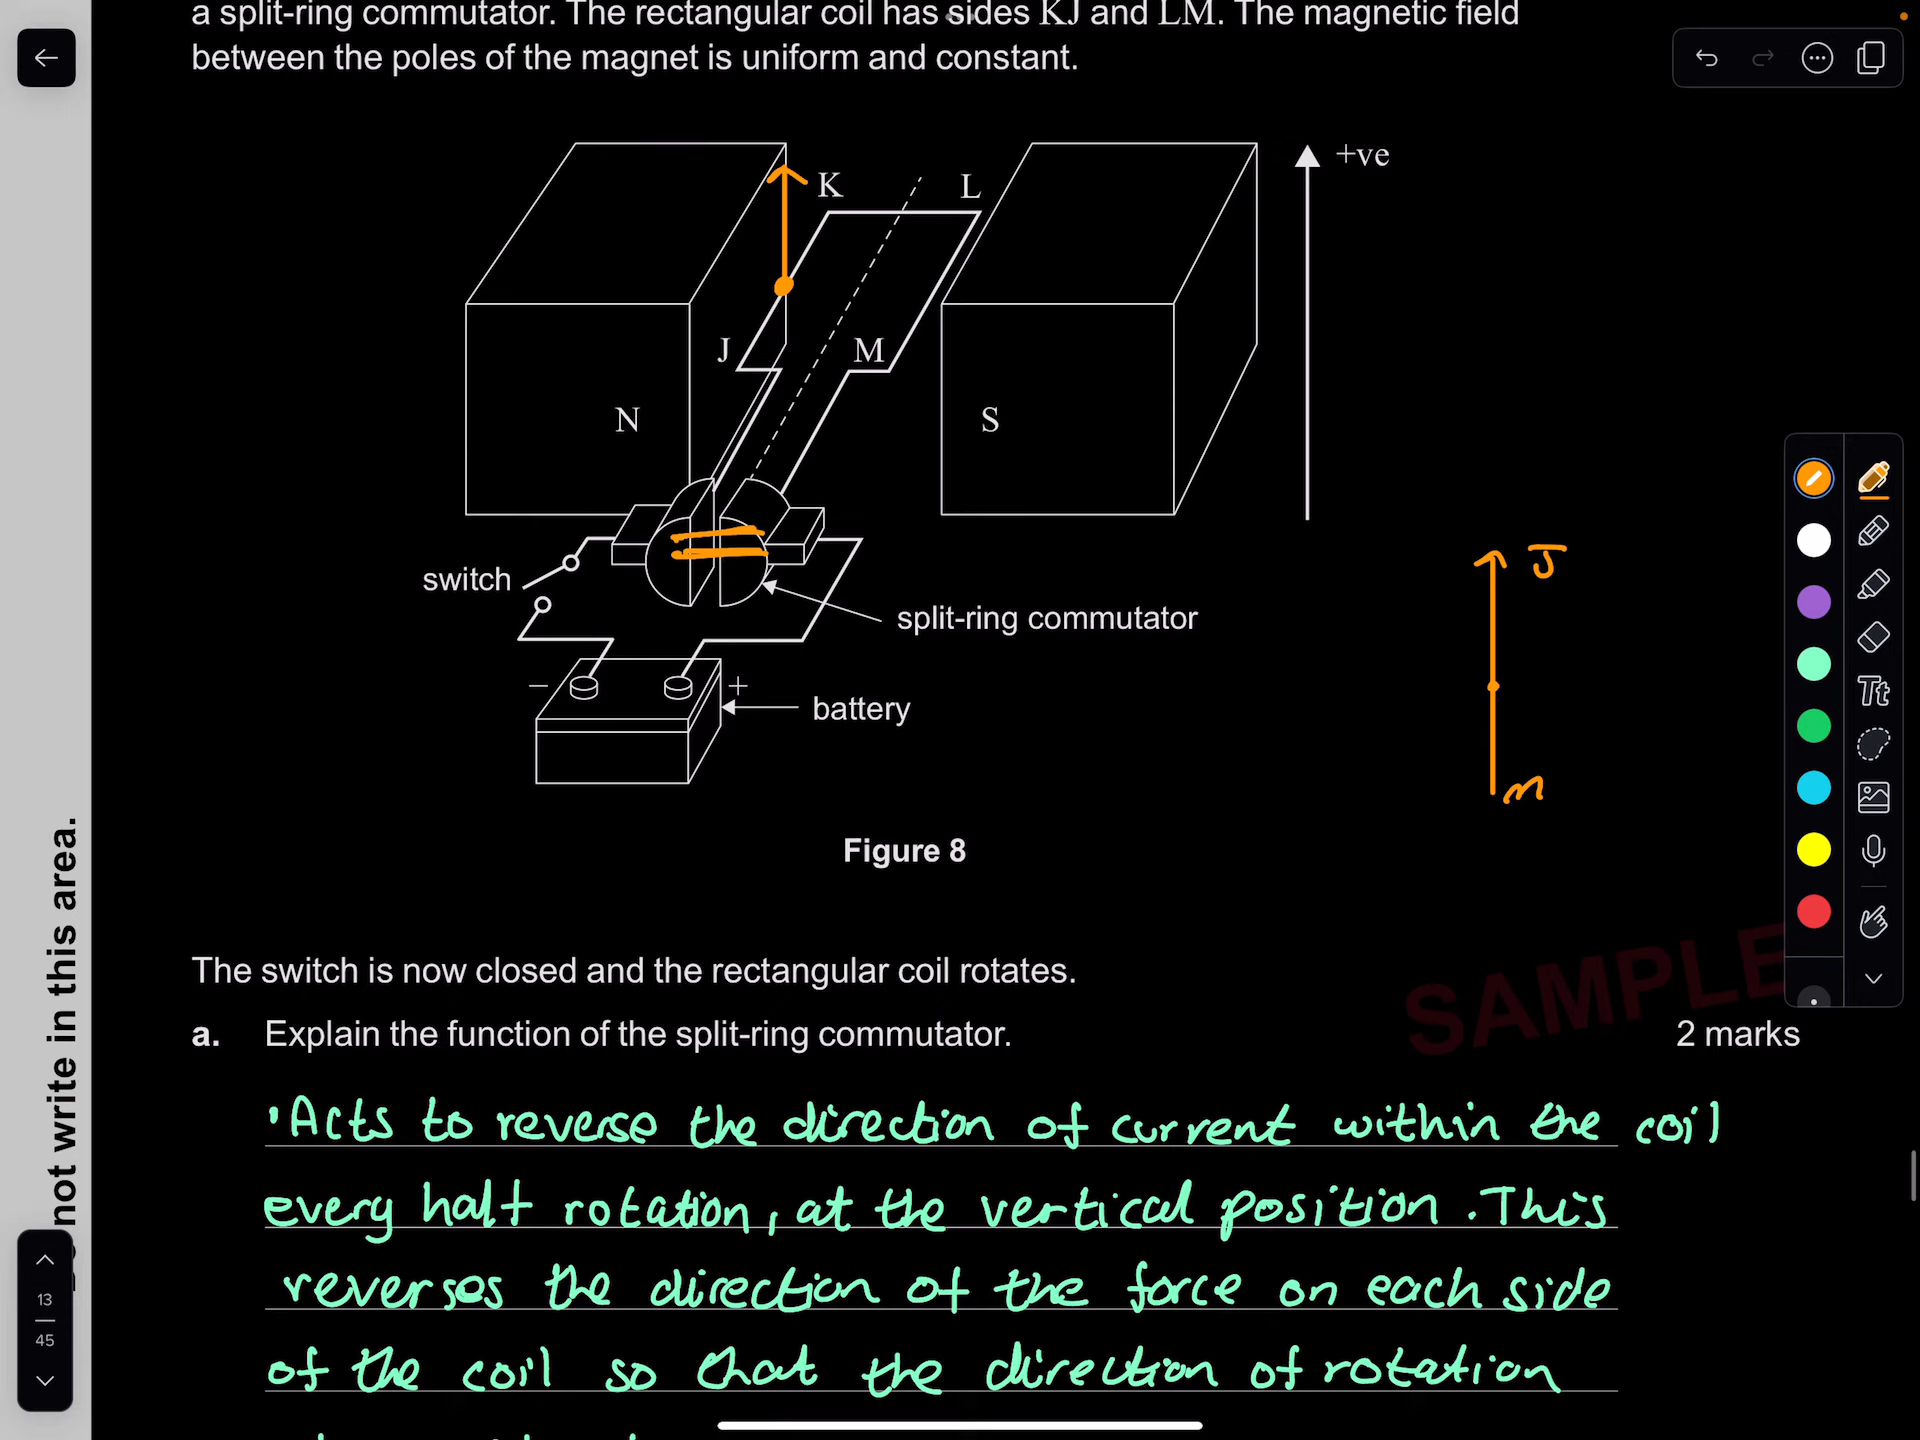 a split-ring commutator. The rectangular coil has sides KJ and LM. The magnetic field
between the poles of the magnet is uniform and constant.
+ve
K
L
J
M
N
S
switch
split-ring commutator
J
− +
battery
M
Figure 8
not write in this area.
The switch is now closed and the rectangular coil rotates.
SAMPLE
a. Explain the function of the split-ring commutator. 2 marks
• Acts to reverse the direction of current within the coil
every half rotation, at the vertical position. This
reverses the direction of the force on each side
of the coil so that the direction of rotation
13
45
Tt